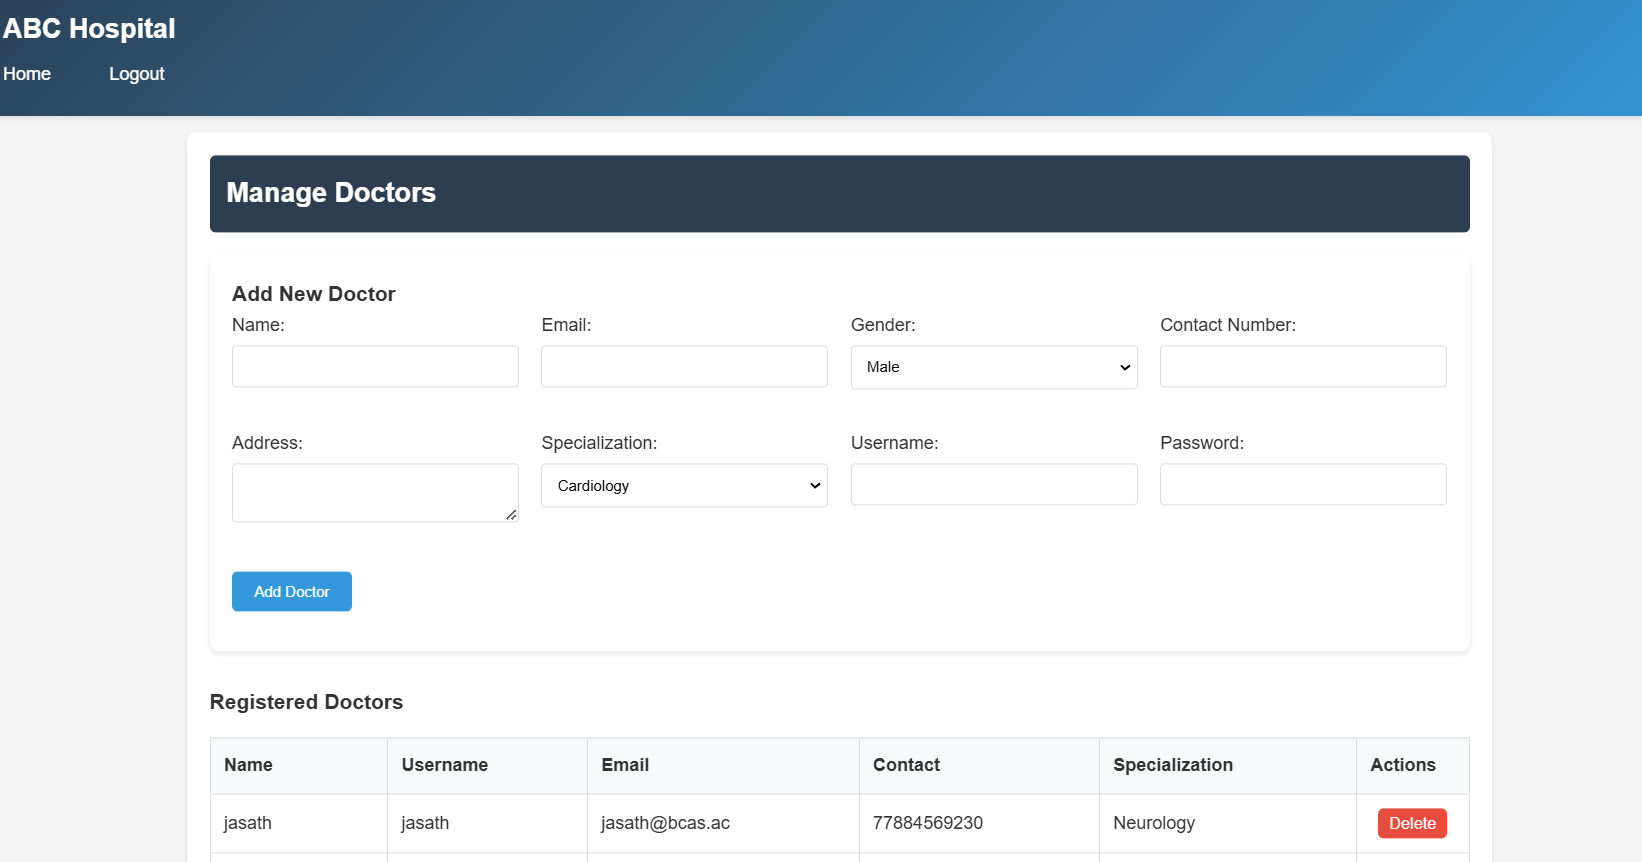 ABC Hospital
Home Logout
Manage Doctors
Add New Doctor
Name: Email: Gender: Contact Number:
Male
Address: Specialization: Username: Password:
Cardiology
Add Doctor
Registered Doctors
Name Username Email Contact Specialization Actions
jasath jasath jasath@bcas.ac 77884569230 Neurology Delete